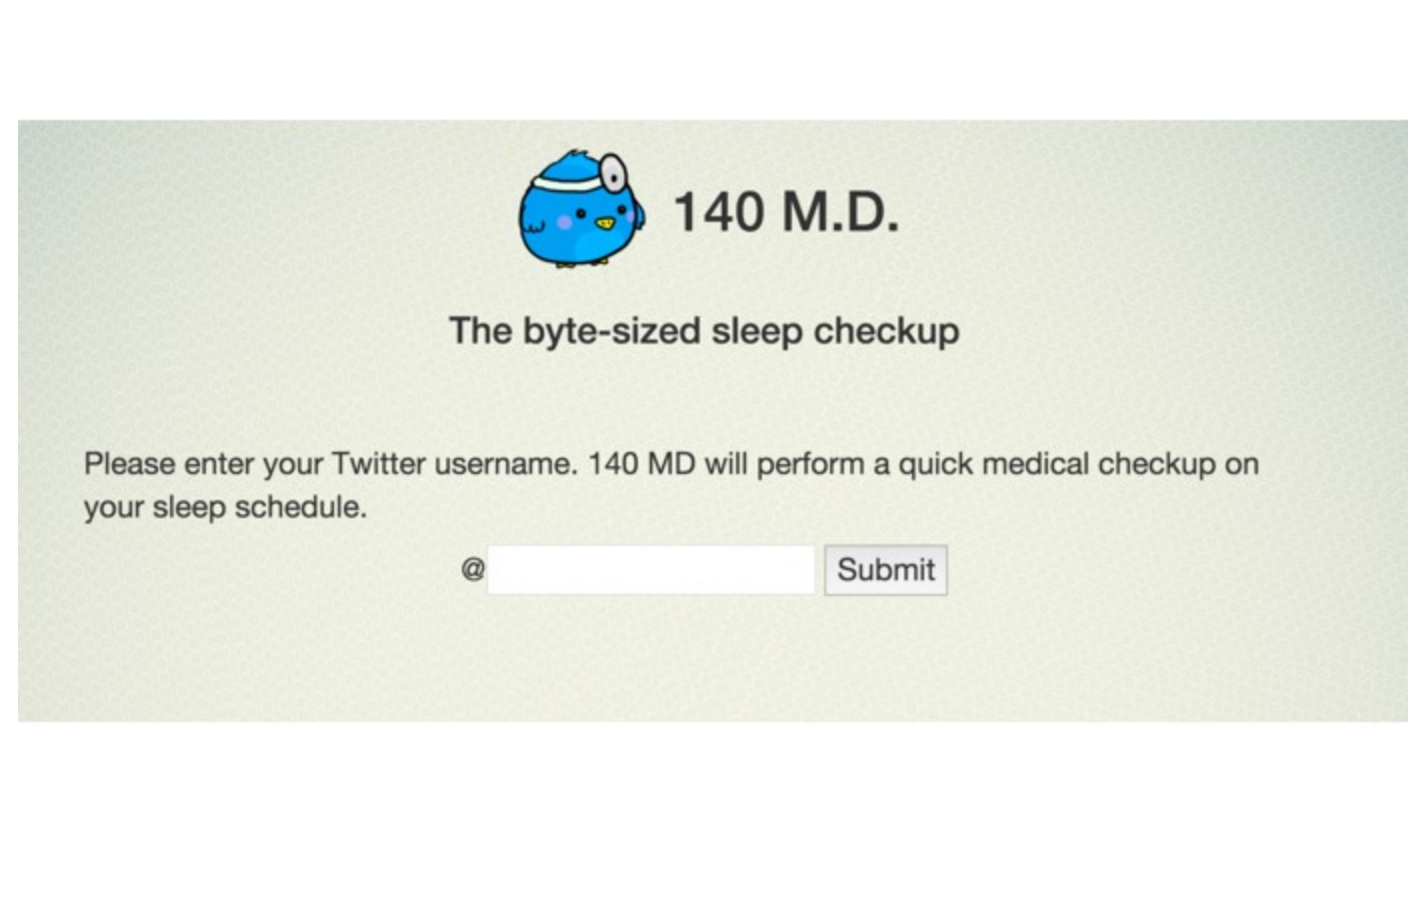 140 M.D.
The byte-sized sleep checkup
Please enter your Twitter username. 140 MD will perform a quick medical checkup on
your sleep schedule.
@ Submit